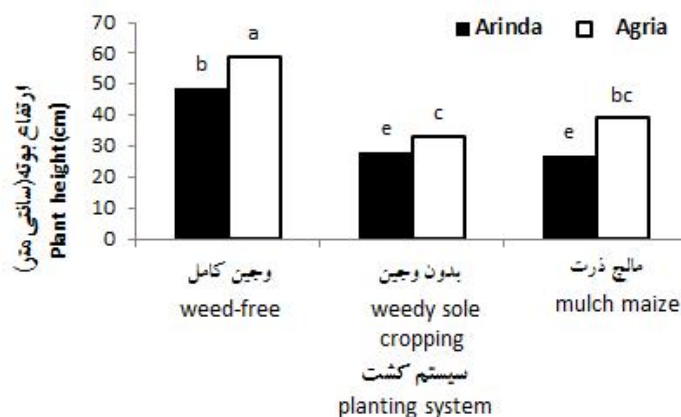 70
60
50
40
30
20
10
0
ارتفاع بوته(سانتی متر)
Plant height(cm)
Arinda Agria
b a
e c
e bc
وجین کامل
weed-free
بدون وجین
weedy sole
cropping
مالچ ذرت
mulch maize
سیستم کشت
planting system